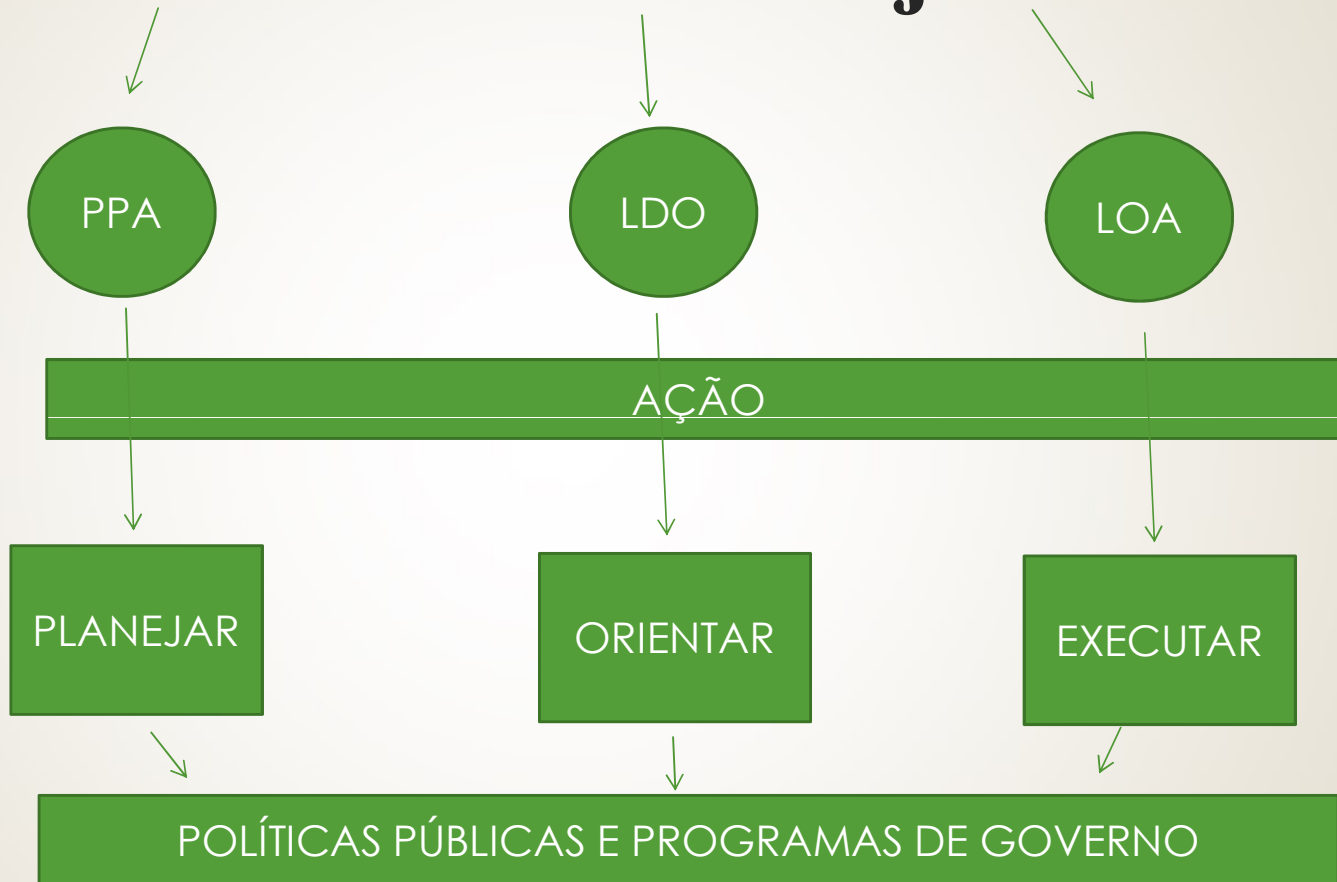 PPA
LDO
LOA
AÇÃO
PLANEJAR
ORIENTAR
EXECUTAR
POLÍTICAS PÚBLICAS E PROGRAMAS DE GOVERNO